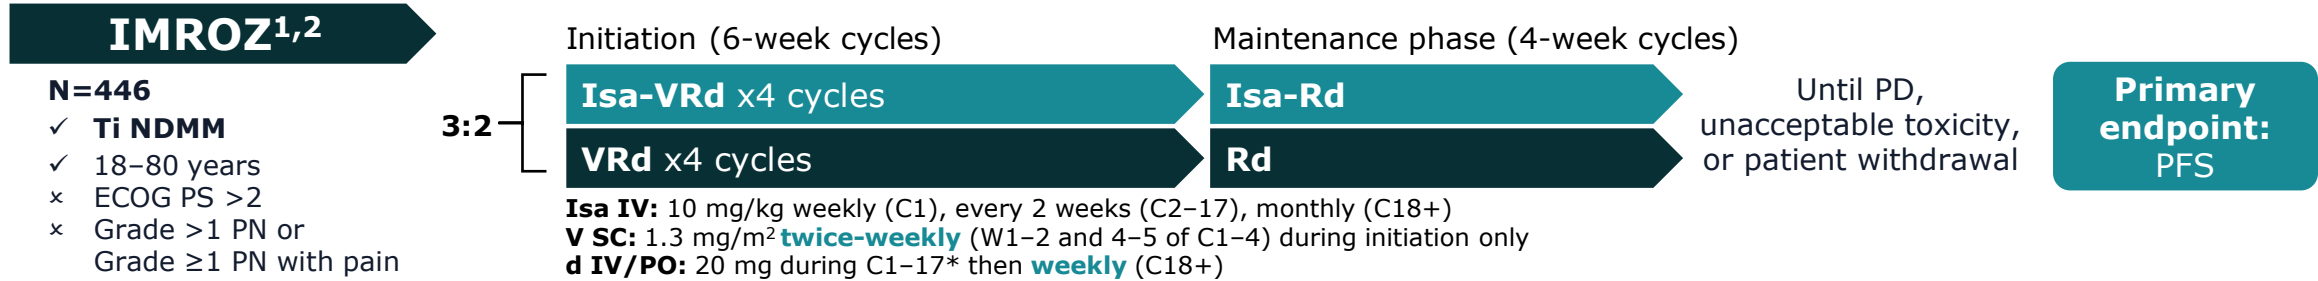 IMROZ1,2
N=446
✓ Ti NDMM
✓ 18–80 years
× ECOG PS >2
× Grade >1 PN or
Grade ≥1 PN with pain
3:2
Initiation (6-week cycles)
Isa-VRd x4 cycles
VRd x4 cycles
Maintenance phase (4-week cycles)
Isa-Rd
Rd
Until PD,
unacceptable toxicity,
or patient withdrawal
Primary
endpoint:
PFS
Isa IV: 10 mg/kg weekly (C1), every 2 weeks (C2–17), monthly (C18+)
V SC: 1.3 mg/m2 twice-weekly (W1–2 and 4–5 of C1–4) during initiation only
d IV/PO: 20 mg during C1–17* then weekly (C18+)